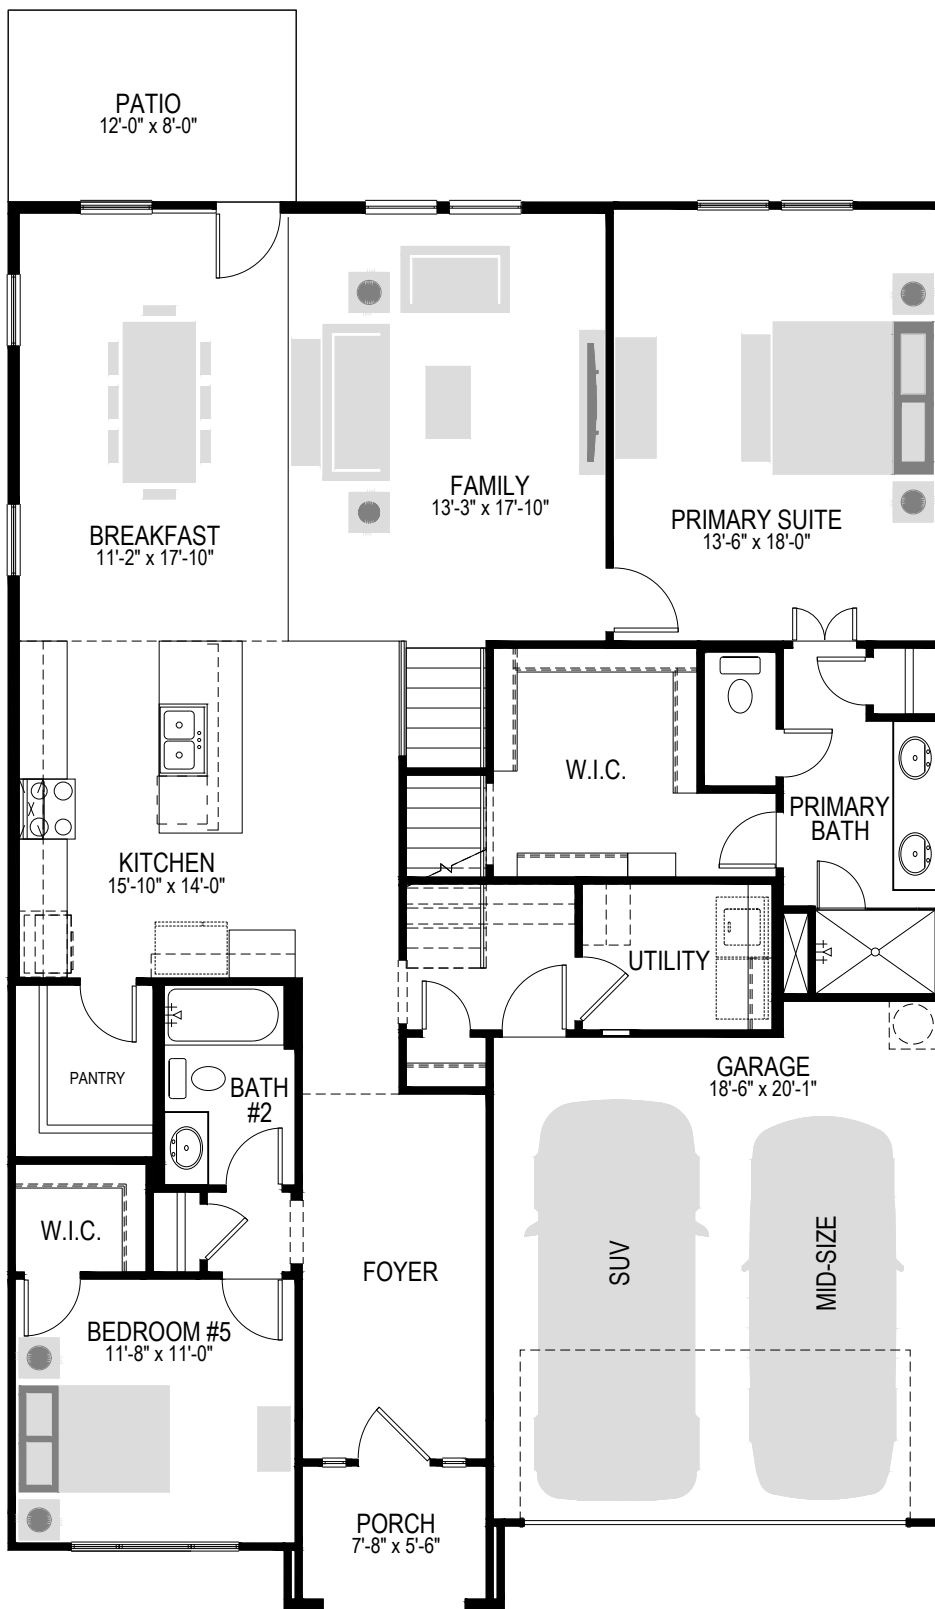 PATIO
12'-0" x 8'-0"
FAMILY
13'-3" x 17'-10"
BREAKFAST
11'-2" x 17'-10"
PRIMARY SUITE
13'-6" x 18'-0"
W.I.C.
PRIMARY
BATH
KITCHEN
15'-10" x 14'-0"
UTILITY
PANTRY
BATH
#2
GARAGE
18'-6" x 20'-1"
W.I.C.
FOYER
SUV
MID-SIZE
BEDROOM #5
11'-8" x 11'-0"
PORCH
7'-8" x 5'-6"